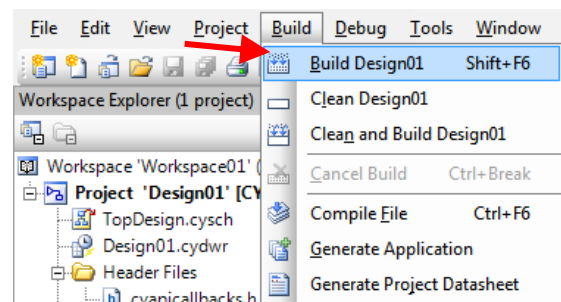 File Edit View Project Build Debug Tools Window
Build Design01 Shift+F6
Workspace Explorer (1 project)
Clean Design01
Clean and Build Design01
Workspace 'Workspace01' (
Cancel Build Ctrl+Break
Project 'Design01' [CY
TopDesign.cysch
Compile File Ctrl+F6
Design01.cydwr
Generate Application
Header Files
Generate Project Datasheet
cyapicallbacks.h